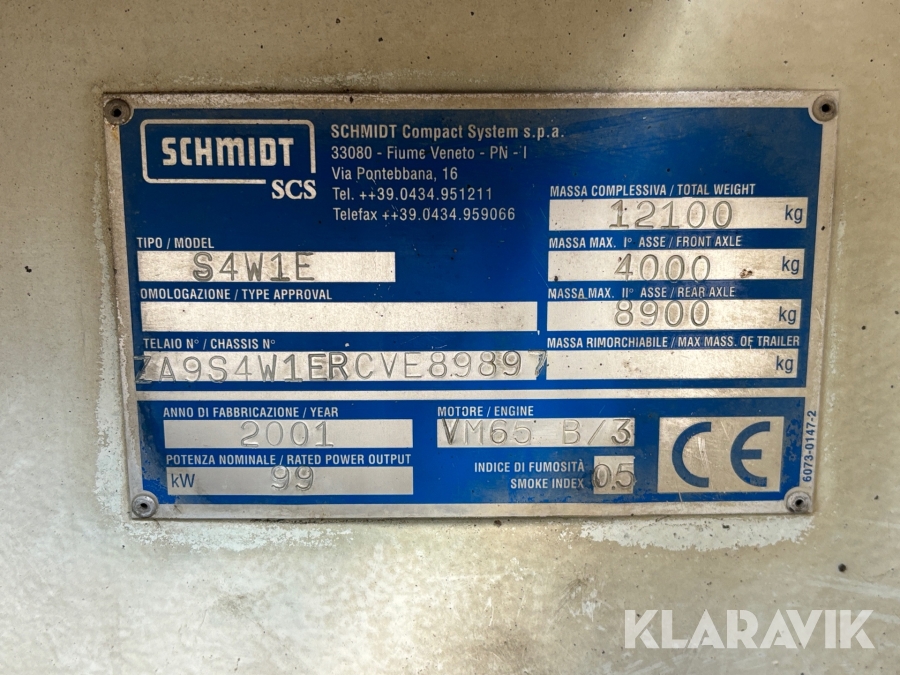 SCHMIDT
SCS
SCHMIDT Compact System s.p.a.
33080 - Fiume Veneto - PN - I
Via Pontebbana, 16
Tel. ++39.0434.951211
Telefax ++39.0434.959066
TIPO / MODEL
S4W1E
OMOLOGAZIONE / TYPE APPROVAL
TELAIO N° / CHASSIS N°
ZA9S4W1ERCVE89897
MASSA COMPLESSIVA / TOTAL WEIGHT
12100 kg
MASSA MAX. I° ASSE / FRONT AXLE
4000 kg
MASSA MAX. II° ASSE / REAR AXLE
8900 kg
MASSA RIMORCHIABILE / MAX MASS. OF TRAILER
kg
ANNO DI FABBRICAZIONE / YEAR
2001
POTENZA NOMINALE / RATED POWER OUTPUT
kW 99
MOTORE / ENGINE
VM65 B/3
INDICE DI FUMOSITÀ
SMOKE INDEX 05
CE
6073-0147-2
KLARAVIK